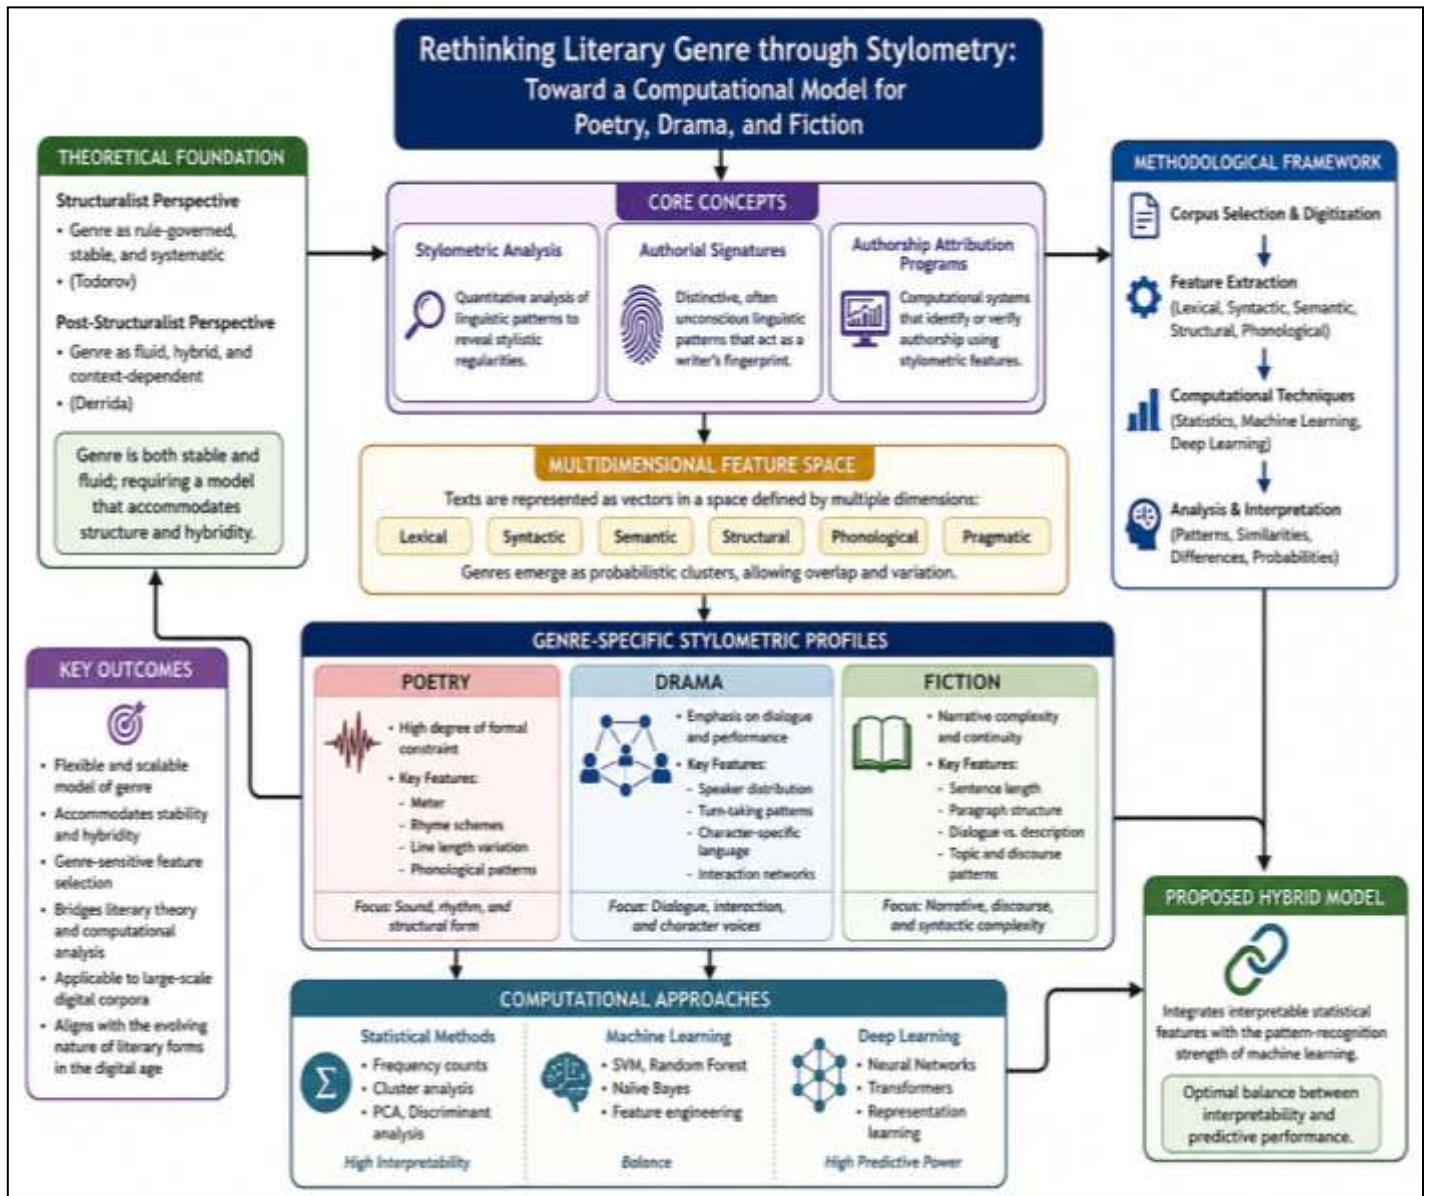 Rethinking Literary Genre through Stylometry:
Toward a Computational Model for
Poetry, Drama, and Fiction
THEORETICAL FOUNDATION
Structuralist Perspective
• Genre as rule-governed,
stable, and systematic
• (Todorov)
Post-Structuralist Perspective
• Genre as fluid, hybrid, and
context-dependent
• (Derrida)
Genre is both stable and
fluid; requiring a model
that accommodates
structure and hybridity.
CORE CONCEPTS
Stylometric Analysis
Quantitative analysis of
linguistic patterns to
reveal stylistic
regularities.
Authorial Signatures
Distinctive, often
unconscious linguistic
patterns that act as a
writer's fingerprint.
Authorship Attribution
Programs
Computational systems
that identify or verify
authorship using
stylometric features.
METHODOLOGICAL FRAMEWORK
Corpus Selection & Digitization
Feature Extraction
(Lexical, Syntactic, Semantic,
Structural, Phonological)
Computational Techniques
(Statistics, Machine Learning,
Deep Learning)
Analysis & Interpretation
(Patterns, Similarities,
Differences, Probabilities)
MULTIDIMENSIONAL FEATURE SPACE
Texts are represented as vectors in a space defined by multiple dimensions:
Lexical
Syntactic
Semantic
Structural
Phonological
Pragmatic
Genres emerge as probabilistic clusters, allowing overlap and variation.
KEY OUTCOMES
• Flexible and scalable
model of genre
• Accommodates stability
and hybridity
• Genre-sensitive feature
selection
• Bridges literary theory
and computational
analysis
• Applicable to large-scale
digital corpora
• Aligns with the evolving
nature of literary forms
in the digital age
GENRE-SPECIFIC STYLOMETRIC PROFILES
POETRY
• High degree of formal
constraint
• Key Features:
- Meter
- Rhyme schemes
- Line length variation
- Phonological patterns
Focus: Sound, rhythm, and
structural form
DRAMA
• Emphasis on dialogue
and performance
• Key Features:
- Speaker distribution
- Turn-taking patterns
- Character-specific
language
- Interaction networks
Focus: Dialogue, interaction,
and character voices
FICTION
• Narrative complexity
and continuity
• Key Features:
- Sentence length
- Paragraph structure
- Dialogue vs. description
- Topic and discourse
patterns
Focus: Narrative, discourse,
and syntactic complexity
COMPUTATIONAL APPROACHES
Statistical Methods
Σ
• Frequency counts
• Cluster analysis
• PCA, Discriminant
analysis
High Interpretability
Machine Learning
• SVM, Random Forest
• Naïve Bayes
• Feature engineering
Balance
Deep Learning
• Neural Networks
• Transformers
• Representation
learning
High Predictive Power
PROPOSED HYBRID MODEL
Integrates interpretable statistical
features with the pattern-recognition
strength of machine learning.
Optimal balance between
interpretability and
predictive performance.